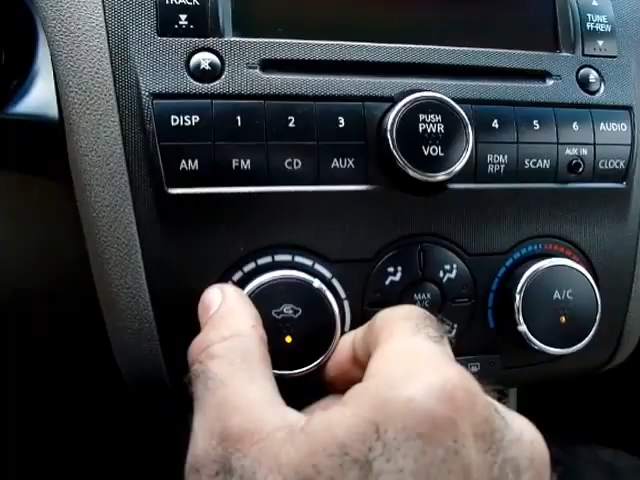 TRACK
TUNE
FF·REW
DISP 1 2 3 PUSH PWR VOL 4 5 6 AUDIO
AM FM CD AUX RDM RPT SCAN AUX IN CLOCK
MAX A/C
A/C